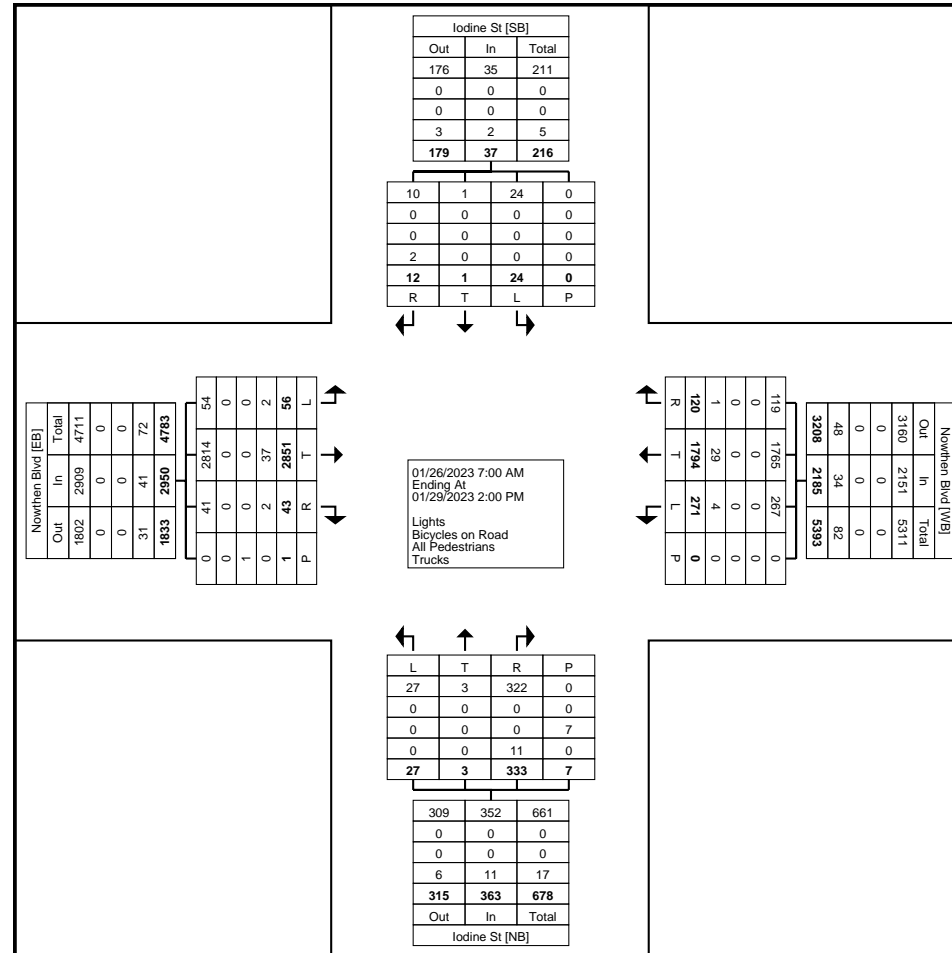 Iodine St [SB]
Out In Total
176 35 211
0 0 0
0 0 0
3 2 5
179 37 216
10 1 24 0
0 0 0 0
0 0 0 0
2 0 0 0
12 1 24 0
R T L P
Nowthen Blvd [EB]
Total 4711 0 0 72 4783
In 2909 0 0 41 2950
Out 1802 0 0 31 1833
54 0 0 2 56 L
2814 0 0 37 2851 T
41 0 0 2 43 R
0 0 1 0 1 P
01/26/2023 7:00 AM
Ending At
01/29/2023 2:00 PM
Lights
Bicycles on Road
All Pedestrians
Trucks
R 120 1 0 0 119
T 1794 29 0 0 1765
L 271 4 0 0 267
P 0 0 0 0 0
Nowthen Blvd [WB]
3208 48 0 0 3160 Out
2185 34 0 0 2151 In
5393 82 0 0 5311 Total
L T R P
27 3 322 0
0 0 0 0
0 0 0 7
0 0 11 0
27 3 333 7
309 352 661
0 0 0
0 0 0
6 11 17
315 363 678
Out In Total
Iodine St [NB]